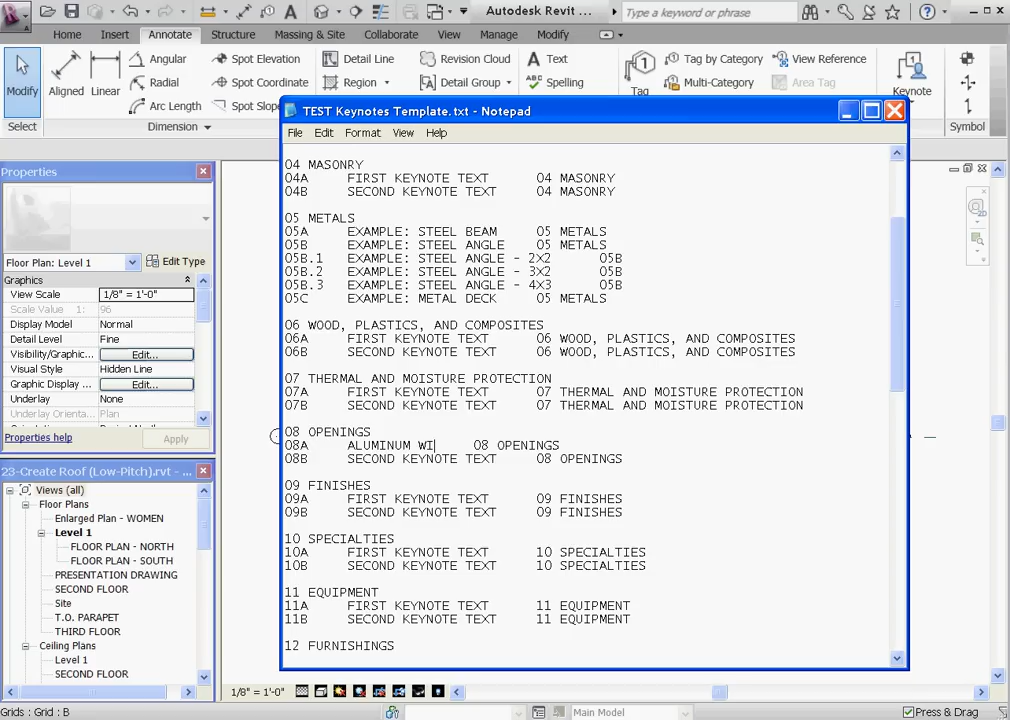 Autodesk Revit ...
Type a keyword or phrase
Home Insert Annotate Structure Massing & Site Collaborate View Manage Modify
Modify
Select
Aligned
Linear
Angular
Radial
Arc Length
Dimension
Spot Elevation
Spot Coordinate
Spot Slop
Detail Line
Region
Revision Cloud
Detail Group
Text
Spelling
Tag
Tag by Category
Multi-Category
View Reference
Area Tag
Keynote
Symbol
TEST Keynotes Template.txt - Notepad
File Edit Format View Help
04 MASONRY
04A FIRST KEYNOTE TEXT 04 MASONRY
04B SECOND KEYNOTE TEXT 04 MASONRY
05 METALS
05A EXAMPLE: STEEL BEAM 05 METALS
05B EXAMPLE: STEEL ANGLE 05 METALS
05B.1 EXAMPLE: STEEL ANGLE - 2X2 05B
05B.2 EXAMPLE: STEEL ANGLE - 3X2 05B
05B.3 EXAMPLE: STEEL ANGLE - 4X3 05B
05C EXAMPLE: METAL DECK 05 METALS
06 WOOD, PLASTICS, AND COMPOSITES
06A FIRST KEYNOTE TEXT 06 WOOD, PLASTICS, AND COMPOSITES
06B SECOND KEYNOTE TEXT 06 WOOD, PLASTICS, AND COMPOSITES
07 THERMAL AND MOISTURE PROTECTION
07A FIRST KEYNOTE TEXT 07 THERMAL AND MOISTURE PROTECTION
07B SECOND KEYNOTE TEXT 07 THERMAL AND MOISTURE PROTECTION
08 OPENINGS
08A ALUMINUM WI 08 OPENINGS
08B SECOND KEYNOTE TEXT 08 OPENINGS
09 FINISHES
09A FIRST KEYNOTE TEXT 09 FINISHES
09B SECOND KEYNOTE TEXT 09 FINISHES
10 SPECIALTIES
10A FIRST KEYNOTE TEXT 10 SPECIALTIES
10B SECOND KEYNOTE TEXT 10 SPECIALTIES
11 EQUIPMENT
11A FIRST KEYNOTE TEXT 11 EQUIPMENT
11B SECOND KEYNOTE TEXT 11 EQUIPMENT
12 FURNISHINGS
Properties
Floor Plan: Level 1
Edit Type
Graphics
View Scale 1/8" = 1'-0"
Scale Value 1: 96
Display Model Normal
Detail Level Fine
Visibility/Graphic... Edit...
Visual Style Hidden Line
Graphic Display ... Edit...
Underlay None
Underlay Orienta... Plan
Properties help
Apply
23-Create Roof (Low-Pitch).rvt - ...
Views (all)
Floor Plans
Enlarged Plan - WOMEN
Level 1
FLOOR PLAN - NORTH
FLOOR PLAN - SOUTH
PRESENTATION DRAWING
SECOND FLOOR
Site
T.O. PARAPET
THIRD FLOOR
Ceiling Plans
Level 1
SECOND FLOOR
1/8" = 1'-0"
Grids : Grid : B
Main Model
Press & Drag